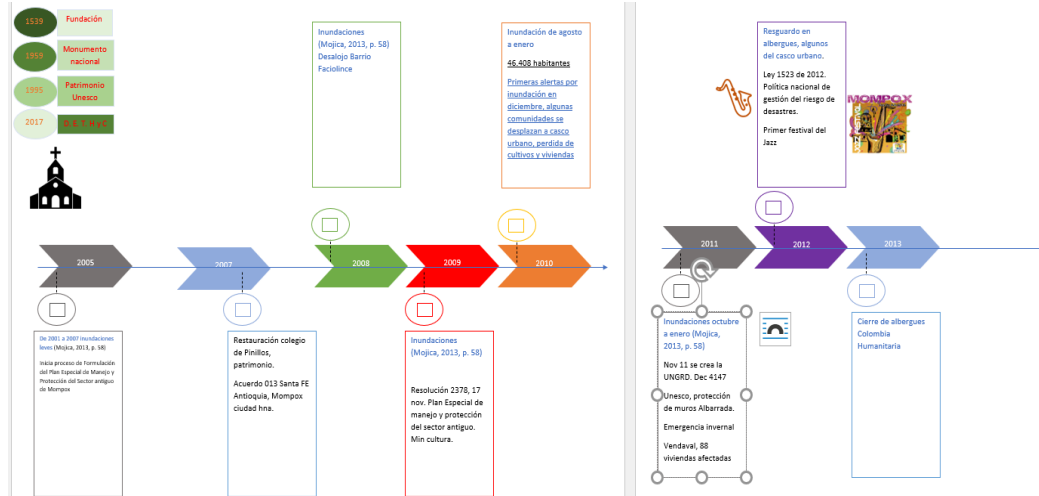 1539
Fundación
1959
Monumento
nacional
1995
Patrimonio
Unesco
2017
D, E, T, H y C
Inundaciones
(Mojica, 2013, p. 58)
Desalojo Barrio
Faciolince
Inundación de agosto
a enero
46.408 habitantes
Primeras alertas por
inundación en
diciembre, algunas
comunidades se
desplazan a casco
urbano, perdida de
cultivos y viviendas
Resguardo en
albergues, algunos
del casco urbano.
Ley 1523 de 2012.
Política nacional de
gestión del riesgo de
desastres.
Primer festival del
Jazz
MOMPOX
2005
2007
2008
2009
2010
2011
2012
2013
De 2001 a 2007 Inundaciones
leves (Mojica, 2013, p. 58)
Inicia proceso de Formulación
del Plan Especial de Manejo y
Protección del Sector antiguo
de Mompox
Restauración colegio
de Pinillos,
patrimonio.
Acuerdo 013 Santa FE
Antioquia, Mompox
ciudad hna.
Inundaciones
(Mojica, 2013, p. 58)
Resolución 2378, 17
nov. Plan Especial de
manejo y protección
del sector antiguo.
Min cultura.
Inundaciones octubre
a enero (Mojica,
2013, p. 58)
Nov 11 se crea la
UNGRD. Dec 4147
Unesco, protección
de muros Albarrada.
Emergencia invernal
Vendaval, 88
viviendas afectadas
Cierre de albergues
Colombia
Humanitaria